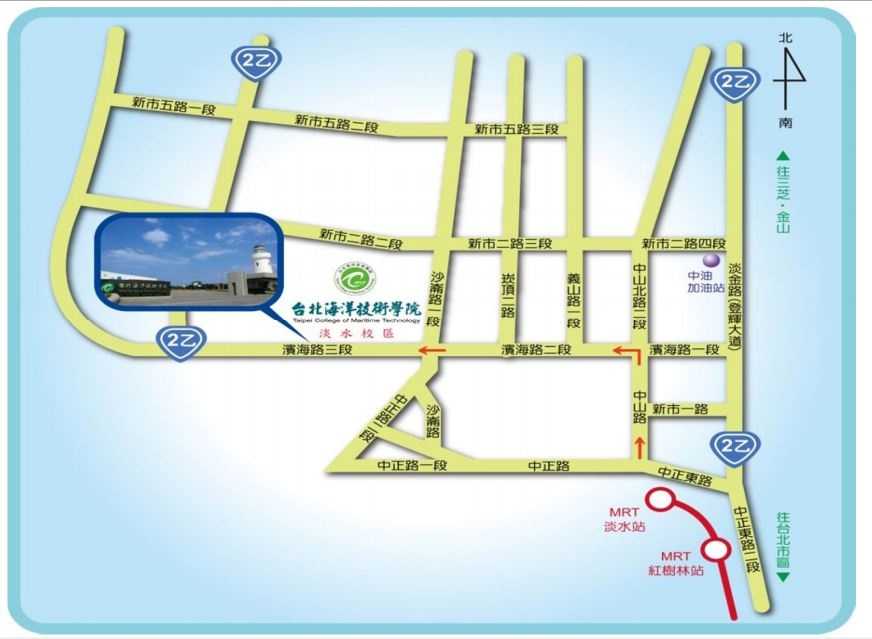 北
2乙
2乙
南
新市五路一段
新市五路二段
新市五路三段
往三芝·金山
新市二路二段
新市二路三段
新市二路四段
中油
加油站
淡金路(登輝大道)
沙崙路一段
崁頂二路
義山路一段
中山北路二段
台北海洋技術學院
Taipei College of Maritime Technology
淡水校區
2乙
濱海路三段
濱海路二段
濱海路一段
中正路二段
沙崙路
中山路
新市一路
2乙
中正路一段
中正路
中正東路
MRT
淡水站
MRT
紅樹林站
中正東路二段
往台北市區